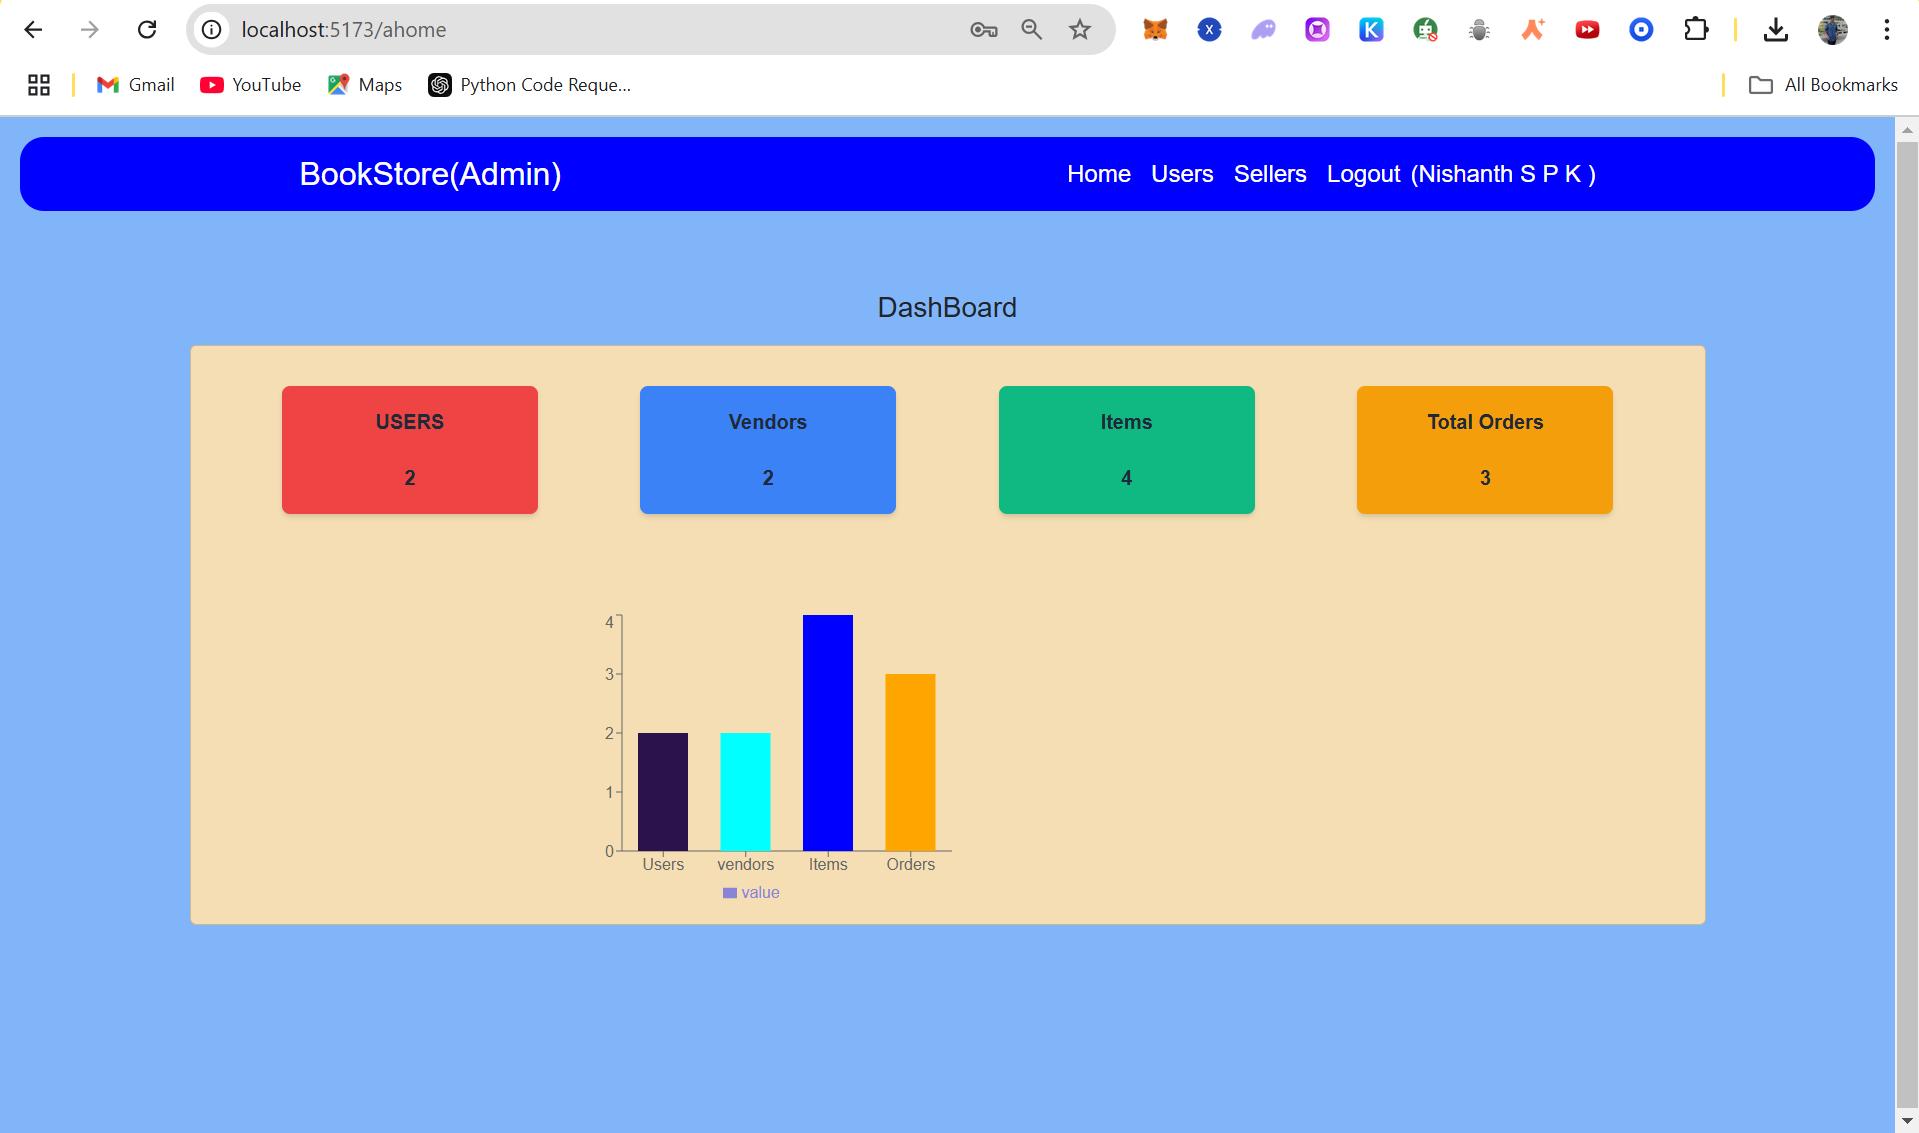 localhost:5173/ahome
Gmail YouTube Maps Python Code Reque... All Bookmarks
BookStore(Admin) Home Users Sellers Logout (Nishanth S P K )
DashBoard
USERS Vendors Items Total Orders
2 2 4 3
4
3
2
1
0
Users vendors Items Orders
value